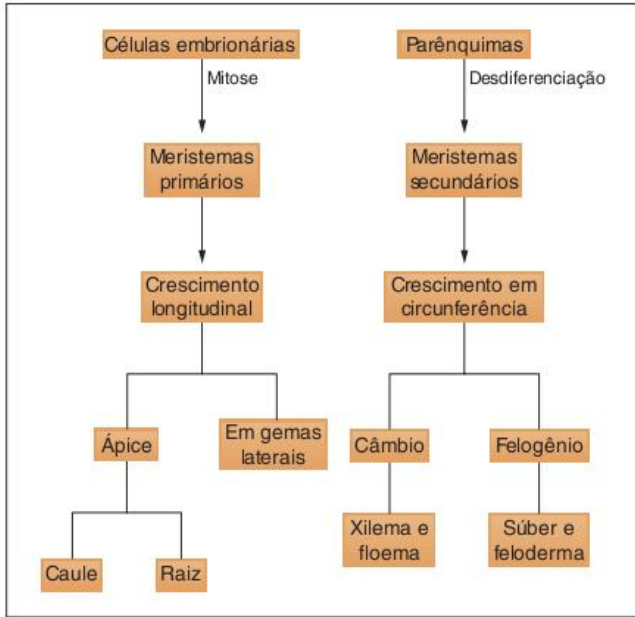 Células embrionárias
Mitose
Meristemas
primários
Crescimento
longitudinal
Ápice
Em gemas
laterais
Caule
Raiz
Parênquimas
Desdiferenciação
Meristemas
secundários
Crescimento em
circunferência
Câmbio
Felogênio
Xilema e
floema
Súber e
feloderma